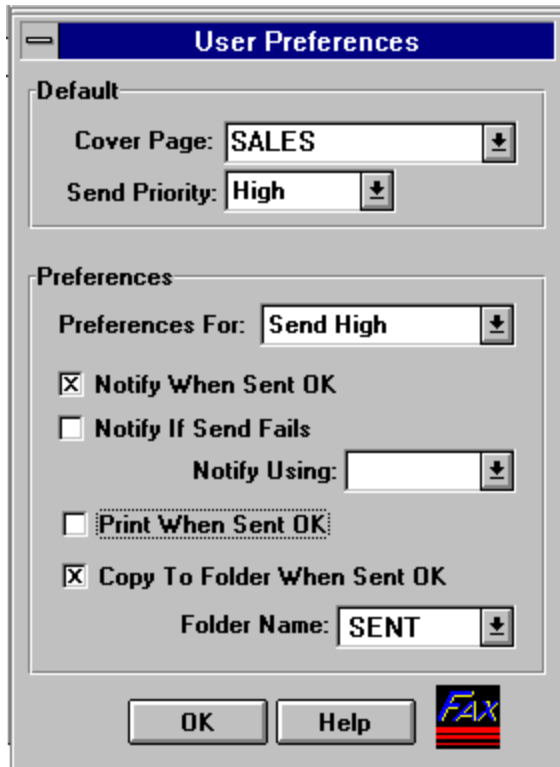 User Preferences
Default
Cover Page: SALES
Send Priority: High
Preferences
Preferences For: Send High
Notify When Sent OK
Notify If Send Fails
Notify Using:
Print When Sent OK
Copy To Folder When Sent OK
Folder Name: SENT
OK Help FAX